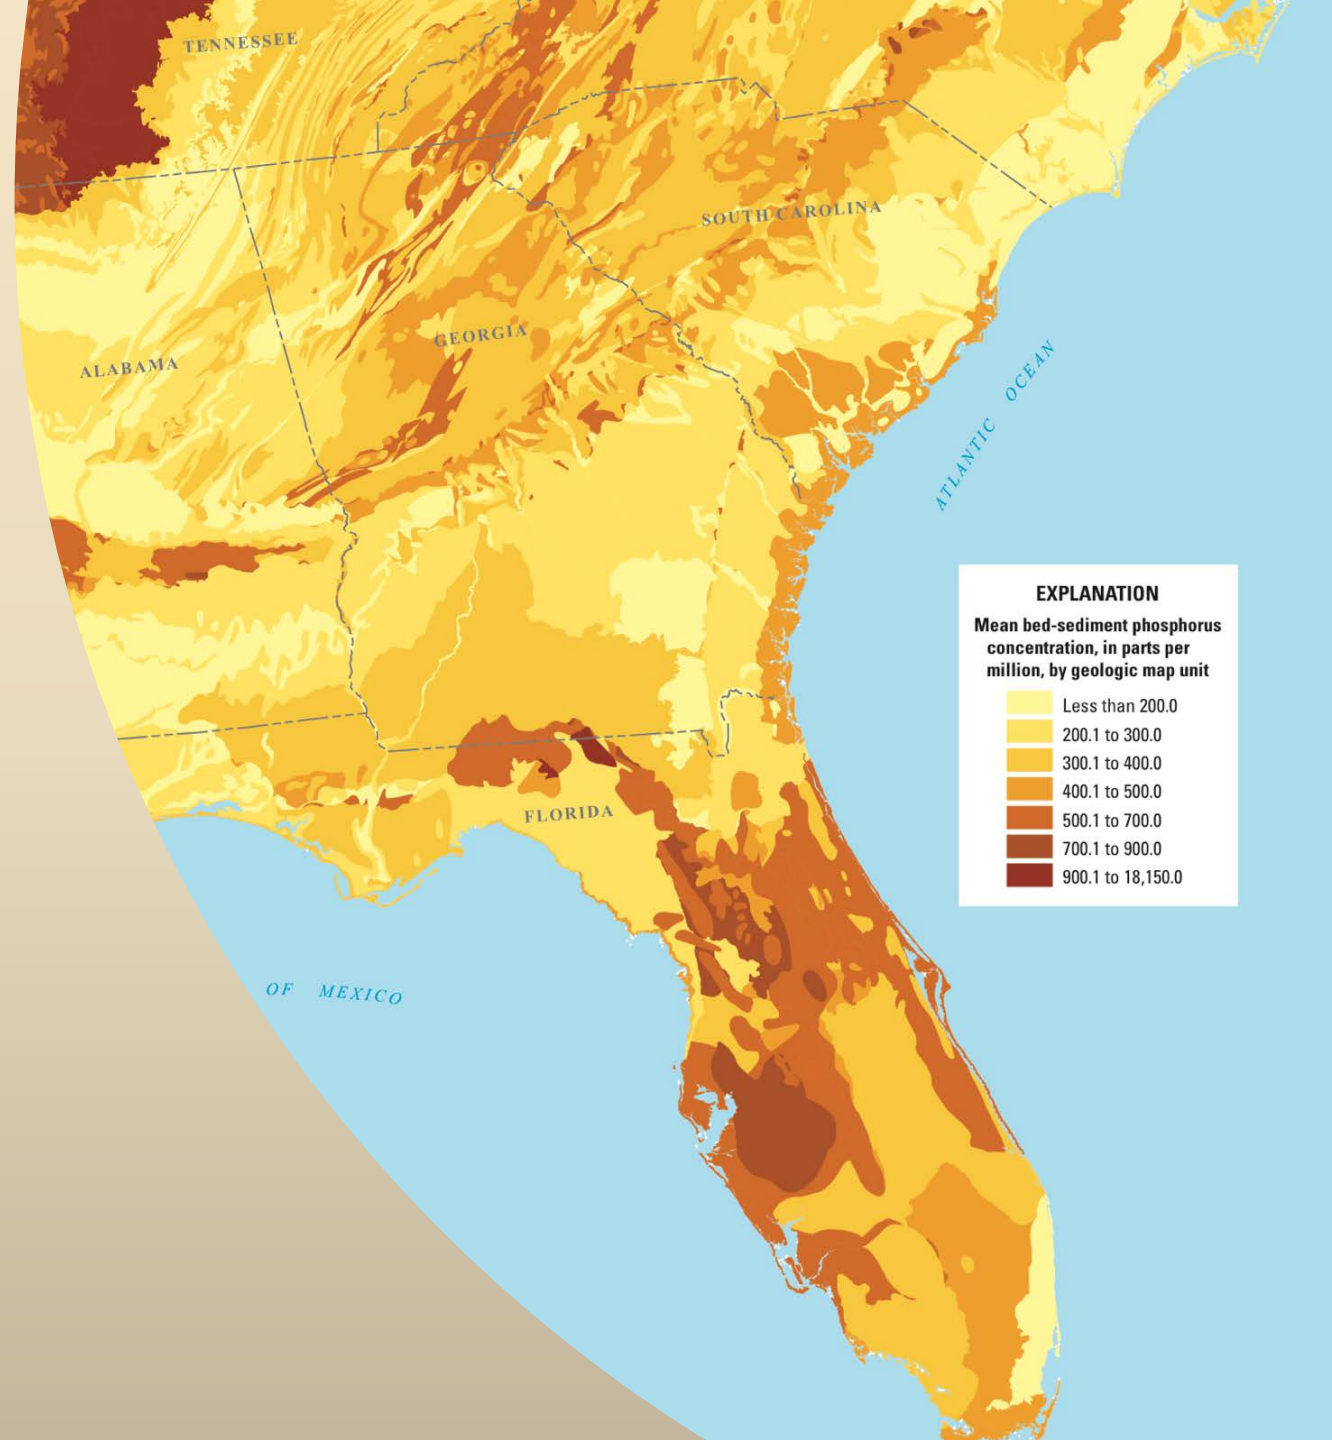 TENNESSEE
SOUTH CAROLINA
GEORGIA
ALABAMA
ATLANTIC OCEAN
EXPLANATION
Mean bed-sediment phosphorus
concentration, in parts per
million, by geologic map unit
Less than 200.0
200.1 to 300.0
300.1 to 400.0
400.1 to 500.0
500.1 to 700.0
700.1 to 900.0
900.1 to 18,150.0
FLORIDA
OF MEXICO